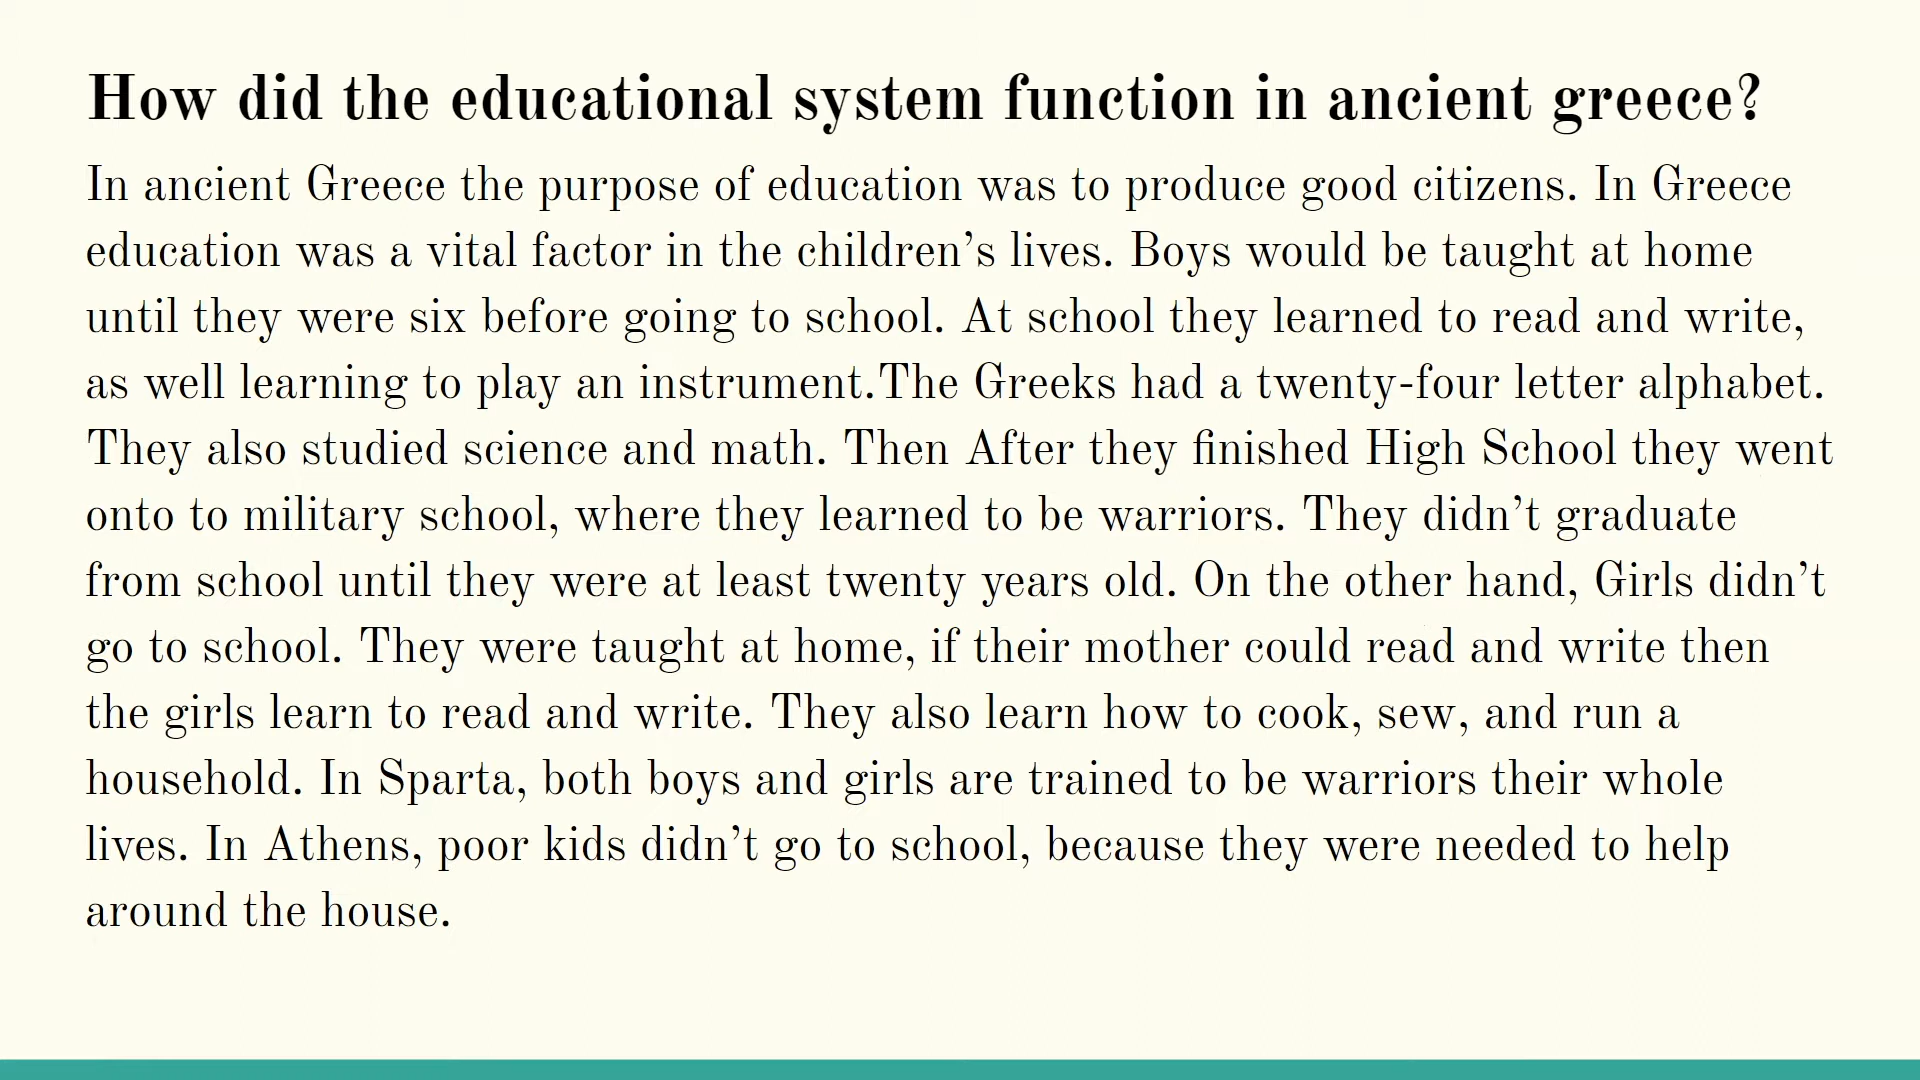 How did the educational system function in ancient greece?
In ancient Greece the purpose of education was to produce good citizens. In Greece
education was a vital factor in the children’s lives. Boys would be taught at home
until they were six before going to school. At school they learned to read and write,
as well learning to play an instrument.The Greeks had a twenty-four letter alphabet.
They also studied science and math. Then After they finished High School they went
onto to military school, where they learned to be warriors. They didn’t graduate
from school until they were at least twenty years old. On the other hand, Girls didn’t
go to school. They were taught at home, if their mother could read and write then
the girls learn to read and write. They also learn how to cook, sew, and run a
household. In Sparta, both boys and girls are trained to be warriors their whole
lives. In Athens, poor kids didn’t go to school, because they were needed to help
around the house.